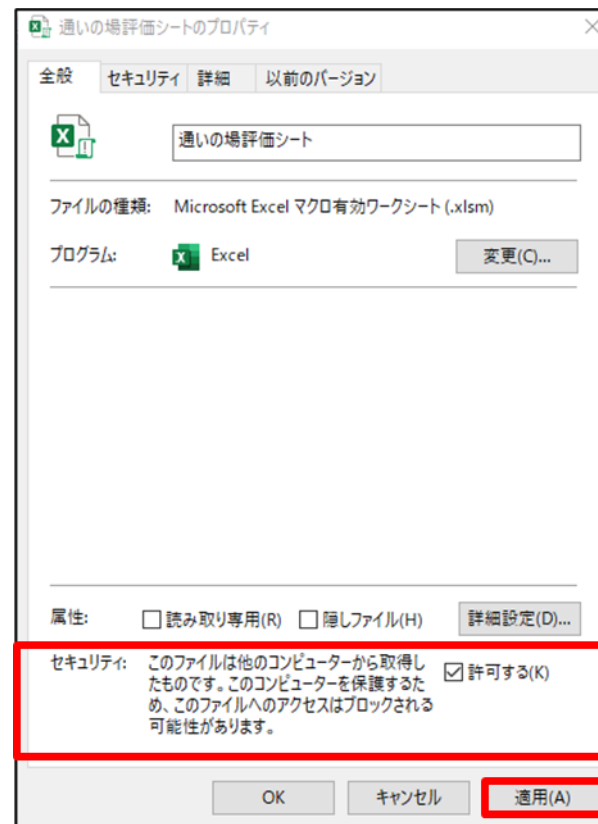 通いの場評価シートのプロパティ
全般 セキュリティ 詳細 以前のバージョン
通いの場評価シート
ファイルの種類: Microsoft Excel マクロ有効ワークシート (.xlsm)
プログラム: Excel 変更(C)...
属性: 読み取り専用(R) 隠しファイル(H) 詳細設定(D)...
セキュリティ: このファイルは他のコンピューターから取得し
たものです。このコンピューターを保護するた
め、このファイルへのアクセスはブロックされる
可能性があります。
許可する(K)
OK キャンセル 適用(A)